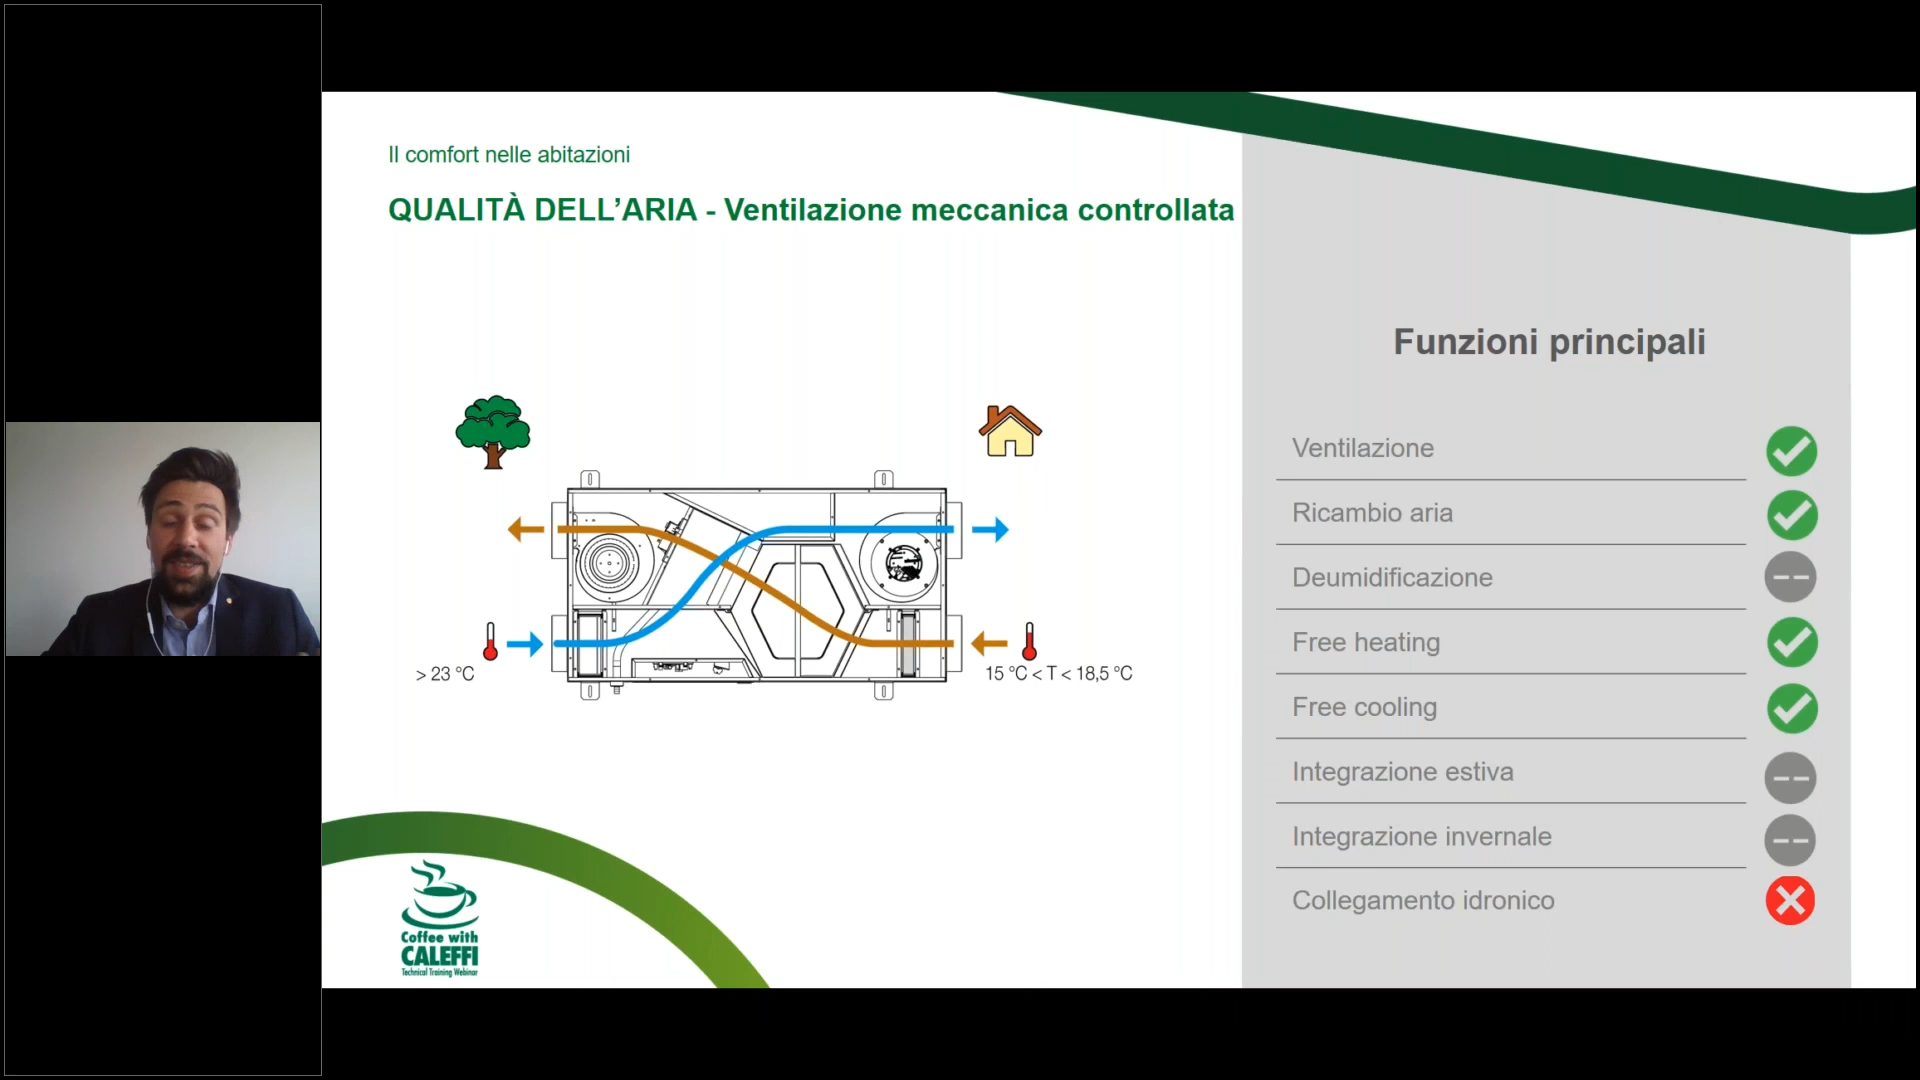 Il comfort nelle abitazioni
QUALITÀ DELL’ARIA - Ventilazione meccanica controllata
> 23 °C
15 °C < T < 18,5 °C
Funzioni principali
Ventilazione
Ricambio aria
Deumidificazione
Free heating
Free cooling
Integrazione estiva
Integrazione invernale
Collegamento idronico
Coffee with
CALEFFI
Technical Training Webinar